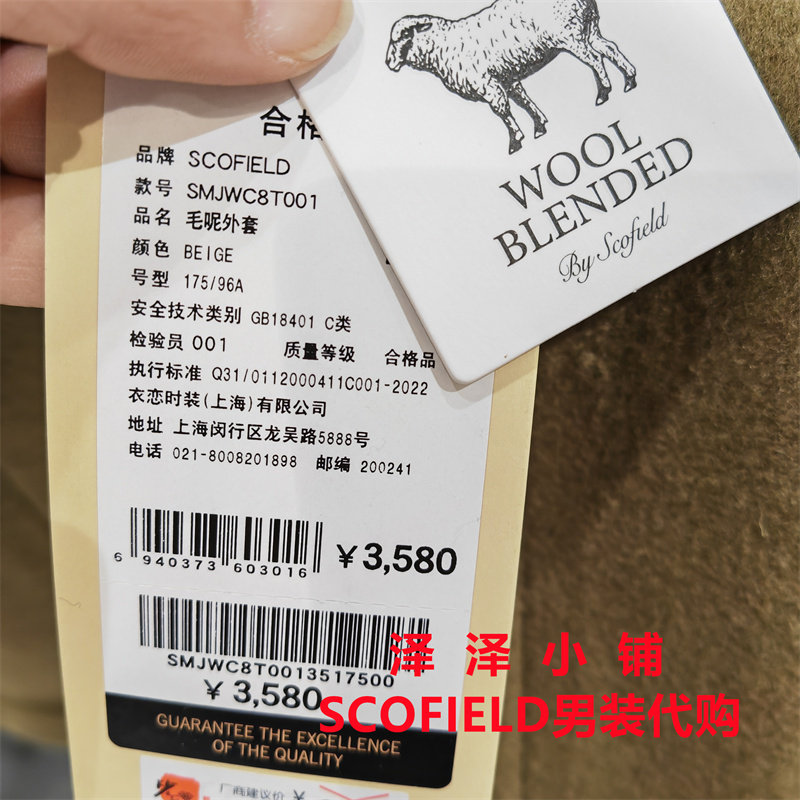 合格
品牌 SCOFIELD
款号 SMJWC8T001
品名 毛呢外套
颜色 BEIGE
号型 175/96A
安全技术类别 GB18401 C类
检验员 001 质量等级 合格品
执行标准 Q31/0112000411C001-2022
衣恋时装(上海)有限公司
地址 上海闵行区龙吴路5888号
电话 021-8008201898 邮编 200241
6 940373 603016
¥3,580
SMJWC8T0013517500
¥3,580
GUARANTEE THE EXCELLENCE
OF THE QUALITY
厂商建议价 ¥
WOOL
BLENDED
By Scofield
泽泽小铺
SCOFIELD男装代购